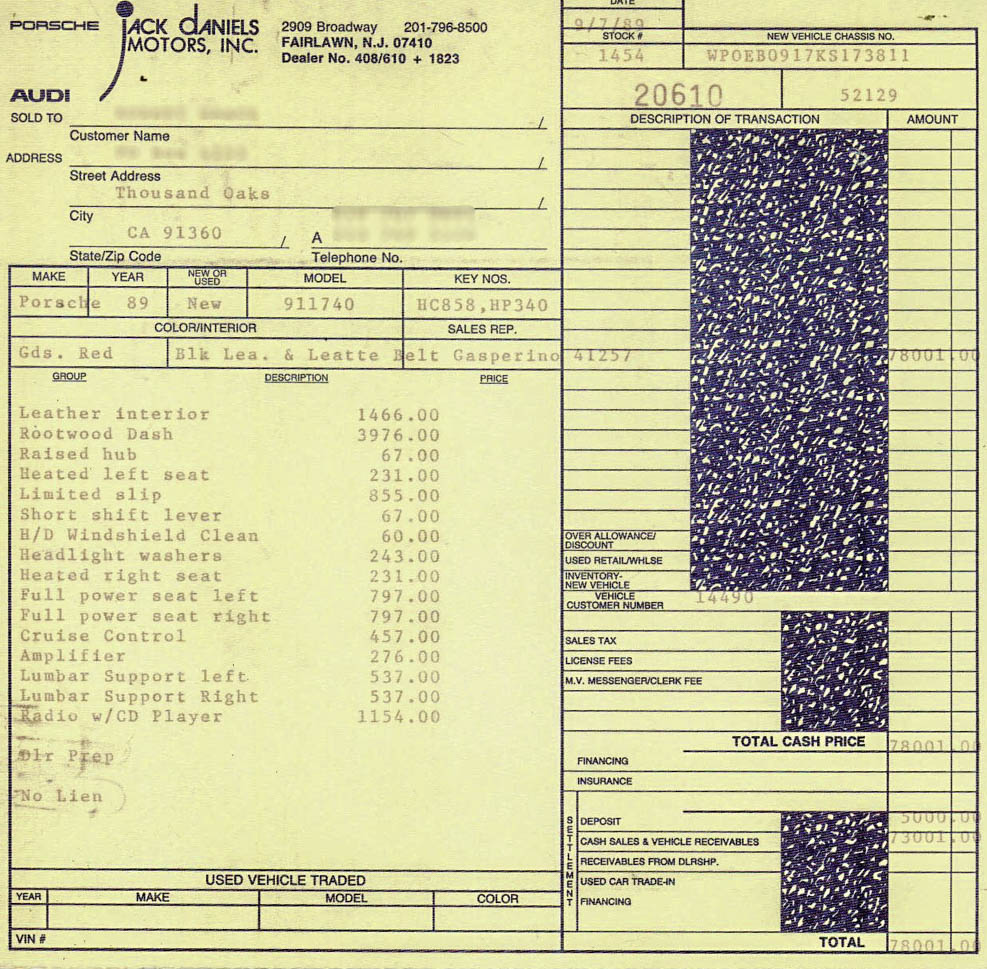 PORSCHE
JACK DANIELS
MOTORS, INC.
2909 Broadway 201-796-8500
FAIRLAWN, N.J. 07410
Dealer No. 408/610 + 1823
AUDI
DATE
9/7/89
STOCK # NEW VEHICLE CHASSIS NO.
1454 WPOEB0917KS173811
20610 52129
SOLD TO
Customer Name
ADDRESS
Street Address
Thousand Oaks
City
CA 91360 A
State/Zip Code Telephone No.
MAKE YEAR NEW OR USED MODEL KEY NOS.
Porsche 89 New 911740 HC858,HP340
COLOR/INTERIOR SALES REP.
Gds. Red Blk Lea. & Leatte Belt Gasperino 41257
GROUP DESCRIPTION PRICE
Leather interior 1466.00
Rootwood Dash 3976.00
Raised hub 67.00
Heated left seat 231.00
Limited slip 855.00
Short shift lever 67.00
H/D Windshield Clean 60.00
Headlight washers 243.00
Heated right seat 231.00
Full power seat left 797.00
Full power seat right 797.00
Cruise Control 457.00
Amplifier 276.00
Lumbar Support left 537.00
Lumbar Support Right 537.00
Radio w/CD Player 1154.00
Dlr Prep
No Lien
USED VEHICLE TRADED
YEAR MAKE MODEL COLOR
VIN #
DESCRIPTION OF TRANSACTION AMOUNT
78001.00
OVER ALLOWANCE/
DISCOUNT
USED RETAIL/WHLSE
INVENTORY-
NEW VEHICLE
VEHICLE
CUSTOMER NUMBER 14490
SALES TAX
LICENSE FEES
M.V. MESSENGER/CLERK FEE
TOTAL CASH PRICE 78001.00
FINANCING
INSURANCE
SETTLEMENT
DEPOSIT 5000.00
CASH SALES & VEHICLE RECEIVABLES 73001.00
RECEIVABLES FROM DLRSHP.
USED CAR TRADE-IN
FINANCING
TOTAL 78001.00